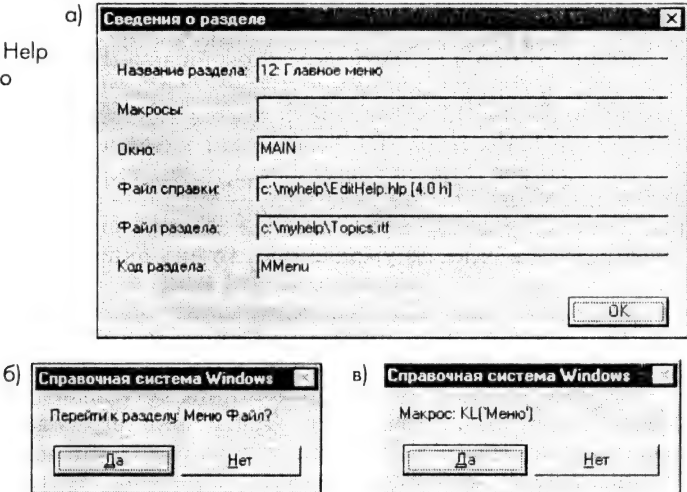 Help
о
а)
Сведения о разделе
Название раздела: 12: Главное меню
Макросы:
Окно: MAIN
Файл справки: c:\myhelp\EditHelp.hlp [4.0 h]
Файл раздела: c:\myhelp\Topics.rtf
Код раздела: MMenu
OK
б)
Справочная система Windows
Перейти к разделу: Меню Файл?
Да Нет
в)
Справочная система Windows
Макрос: KL('Меню')
Да Нет